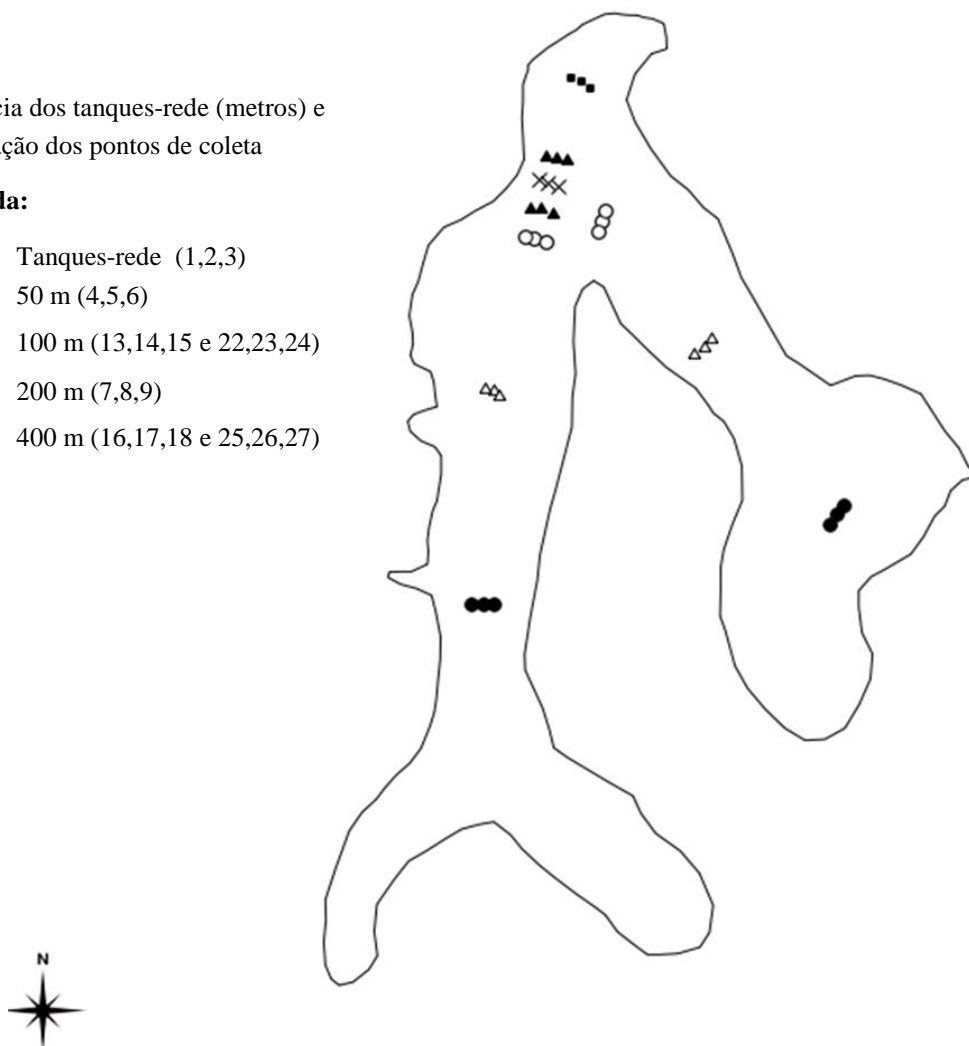 cia dos tanques-rede (metros) e
ção dos pontos de coleta
da:
Tanques-rede (1,2,3)
50 m (4,5,6)
100 m (13,14,15 e 22,23,24)
200 m (7,8,9)
400 m (16,17,18 e 25,26,27)
N